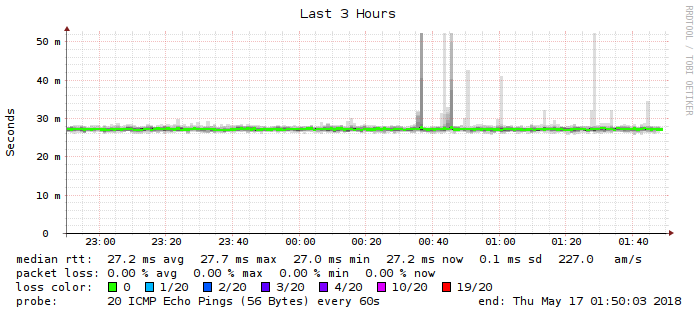 Last 3 Hours
RRDTOOL / TOBI OETIKER
Seconds
50 m
40 m
30 m
20 m
10 m
0
23:00 23:20 23:40 00:00 00:20 00:40 01:00 01:20 01:40
median rtt: 27.2 ms avg 27.7 ms max 27.0 ms min 27.2 ms now 0.1 ms sd 227.0 am/s
packet loss: 0.00 % avg 0.00 % max 0.00 % min 0.00 % now
loss color: 0 1/20 2/20 3/20 4/20 10/20 19/20
probe: 20 ICMP Echo Pings (56 Bytes) every 60s end: Thu May 17 01:50:03 2018